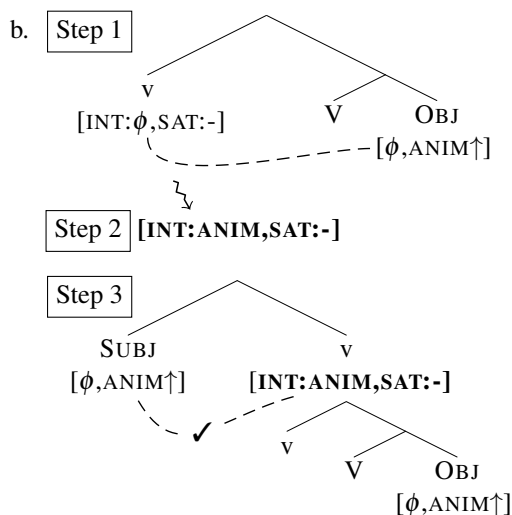 b. Step 1
v
[INT:ϕ,SAT:-]
V OBJ
[ϕ,ANIM↑]
Step 2 [INT:ANIM,SAT:-]
Step 3
SUBJ v
[ϕ,ANIM↑] [INT:ANIM,SAT:-]
✓
v
V OBJ
[ϕ,ANIM↑]